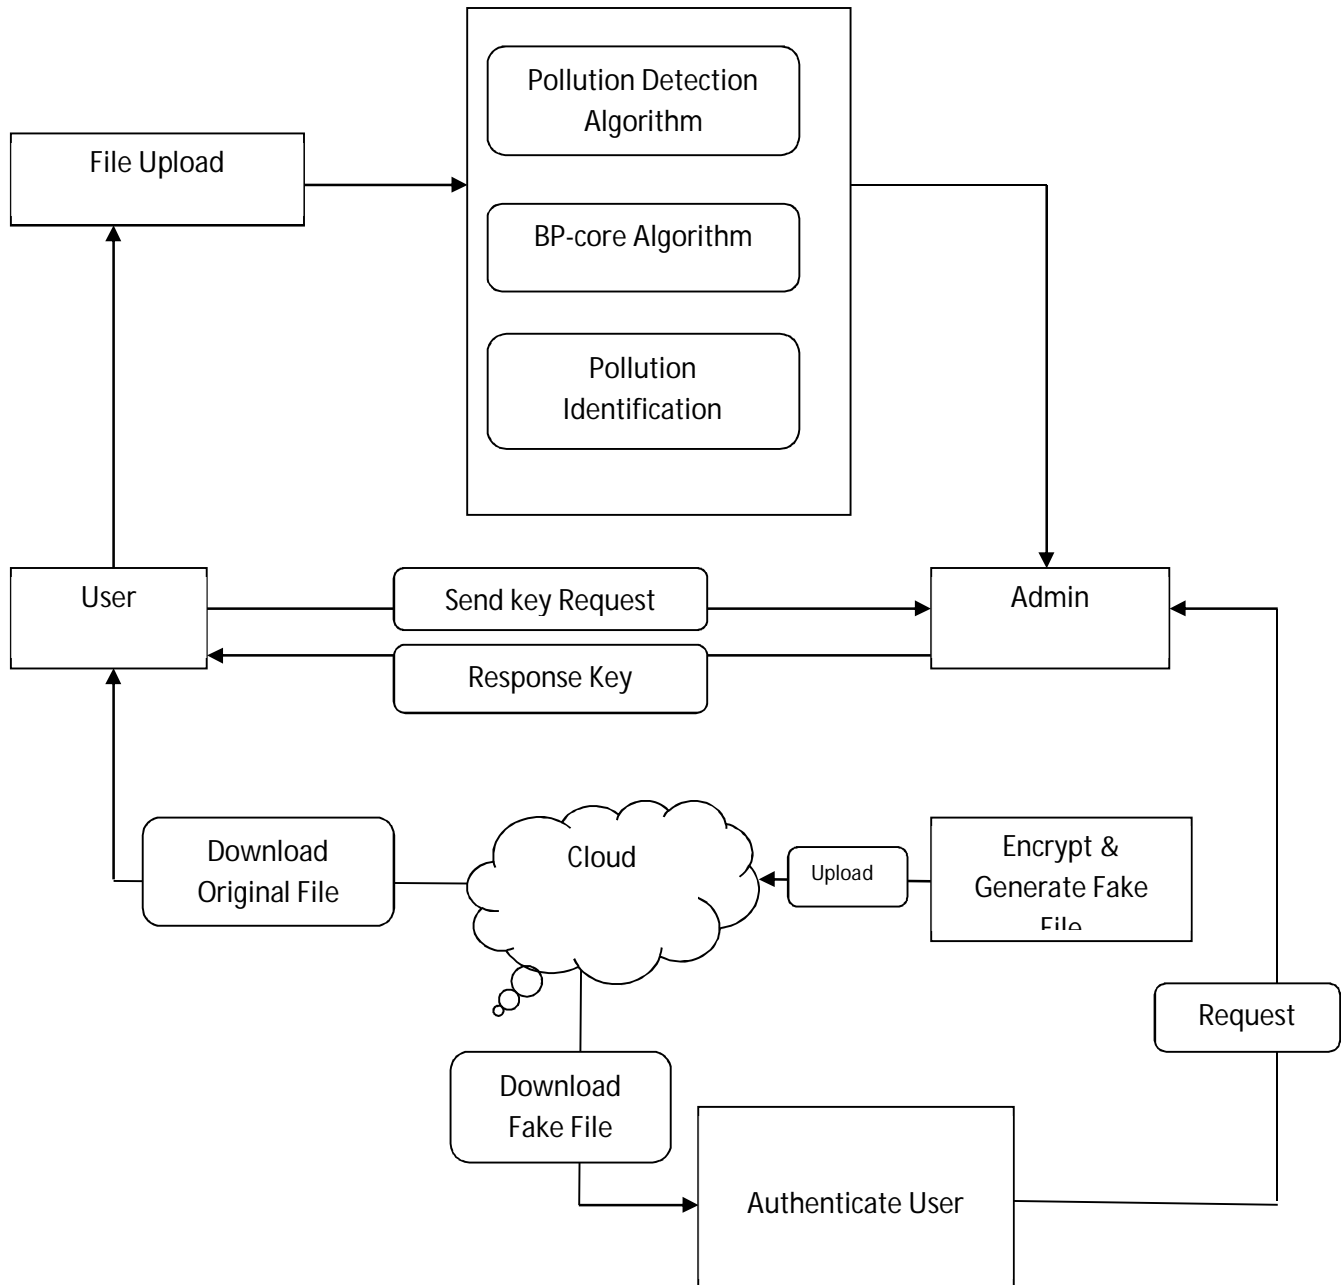 Pollution Detection
Algorithm
File Upload
BP-core Algorithm
Pollution
Identification
User
Send key Request
Admin
Response Key
Download
Original File
Cloud
Upload
Encrypt &
Generate Fake
File
Request
Download
Fake File
Authenticate User